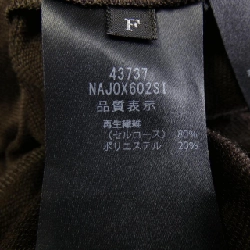 F
43737
NAJOX602SI
品質表示
再生繊維
(セルロース) 80%
ポリエステル 20%